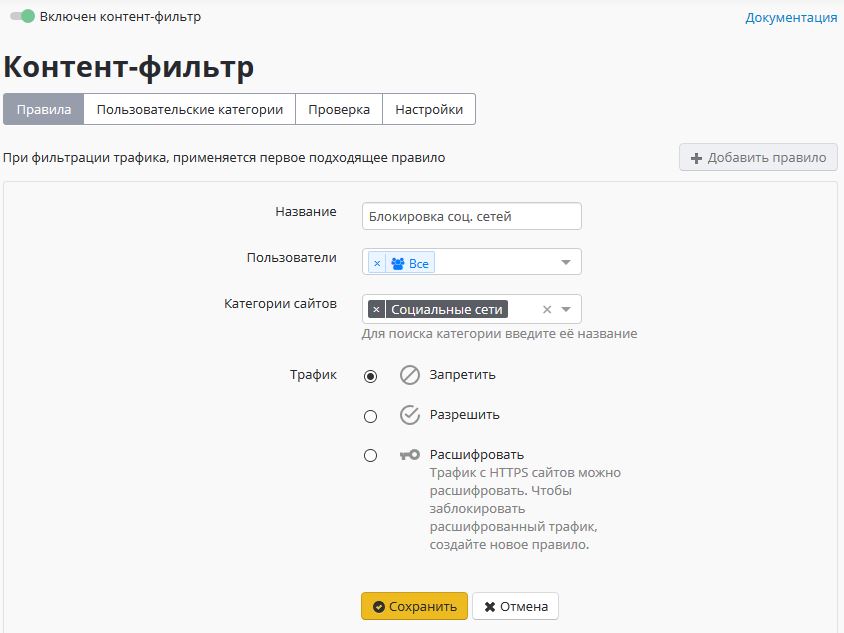 Включен контент-фильтр
Документация
Контент-фильтр
Правила
Пользовательские категории
Проверка
Настройки
При фильтрации трафика, применяется первое подходящее правило
Добавить правило
Название
Блокировка соц. сетей
Пользователи
× Все
Категории сайтов
× Социальные сети ×
Для поиска категории введите её название
Трафик
Запретить
Разрешить
Расшифровать
Трафик с HTTPS сайтов можно
расшифровать. Чтобы
заблокировать
расшифрованный трафик,
создайте новое правило.
Сохранить
Отмена